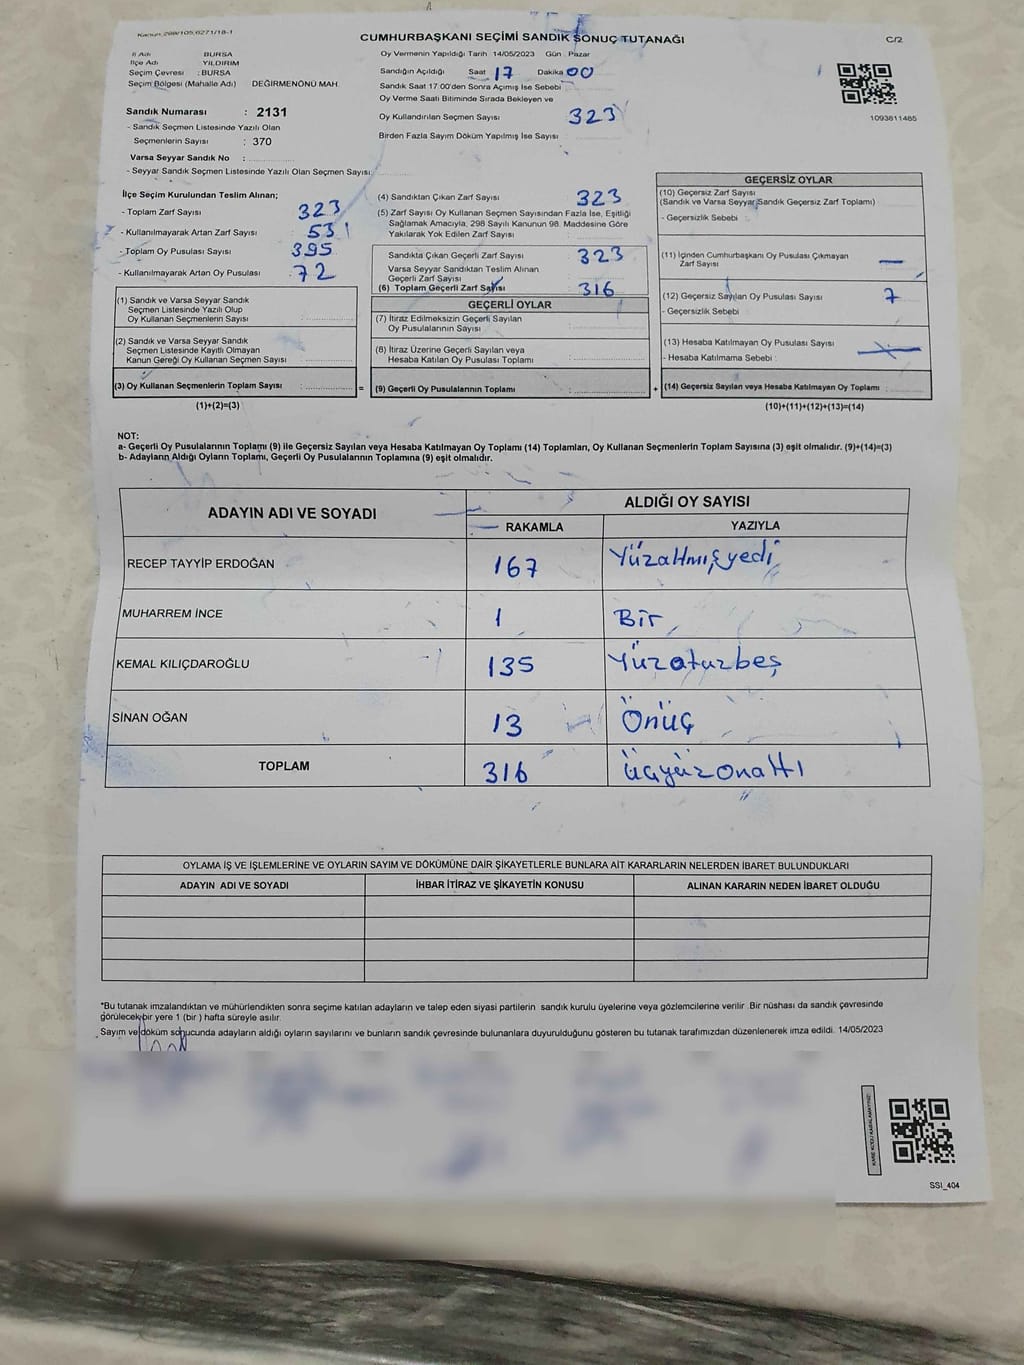 Kanun_298/105,6271/18-1
CUMHURBAŞKANI SEÇİMİ SANDIK SONUÇ TUTANAĞI
C/2
İl Adı BURSA
İlçe Adı YILDIRIM
Seçim Çevresi : BURSA
Seçim Bölgesi (Mahalle Adı) DEĞİRMENÖNÜ MAH.
Oy Vermenin Yapıldığı Tarih 14/05/2023 Gün Pazar
Sandığın Açıldığı Saat 17 Dakika 00
Sandık Saat 17:00'den Sonra Açımış İse Sebebi
Oy Verme Saati Bitiminde Sırada Bekleyen ve
Oy Kullandırılan Seçmen Sayısı 323
Birden Fazla Sayım Döküm Yapılmış İse Sayısı :
1093811485
Sandık Numarası : 2131
- Sandık Seçmen Listesinde Yazılı Olan
Seçmenlerin Sayısı : 370
Varsa Seyyar Sandık No :
- Seyyar Sandık Seçmen Listesinde Yazılı Olan Seçmen Sayısı:
İlçe Seçim Kurulundan Teslim Alınan;
- Toplam Zarf Sayısı 323
- Kullanılmayarak Artan Zarf Sayısı : 53
- Toplam Oy Pusulası Sayısı 395
- Kullanılmayarak Artan Oy Pusulası : 72
(1) Sandık ve Varsa Seyyar Sandık
Seçmen Listesinde Yazılı Olup
Oy Kullanan Seçmenlerin Sayısı :
(2) Sandık ve Varsa Seyyar Sandık
Seçmen Listesinde Kayıtlı Olmayan
Kanun Gereği Oy Kullanan Seçmen Sayısı :
(3) Oy Kullanan Seçmenlerin Toplam Sayısı : =
(1)+(2)=(3)
(4) Sandıktan Çıkan Zarf Sayısı 323
(5) Zarf Sayısı Oy Kullanan Seçmen Sayısından Fazla İse, Eşitliği
Sağlamak Amacıyla, 298 Sayılı Kanunun 98. Maddesine Göre
Yakılarak Yok Edilen Zarf Sayısı :
Sandıkta Çıkan Geçerli Zarf Sayısı : 323
Varsa Seyyar Sandıktan Teslim Alınan
Geçerli Zarf Sayısı :
(6) Toplam Geçerli Zarf Sayısı 316
GEÇERLİ OYLAR
(7) İtiraz Edilmeksizin Geçerli Sayılan
Oy Pusulalarının Sayısı :
(8) İtiraz Üzerine Geçerli Sayılan veya
Hesaba Katılan Oy Pusulası Toplamı :
(9) Geçerli Oy Pusulalarının Toplamı : +
GEÇERSİZ OYLAR
(10) Geçersiz Zarf Sayısı
(Sandık ve Varsa Seyyar Sandık Geçersiz Zarf Toplamı)
- Geçersizlik Sebebi :
(11) İçinden Cumhurbaşkanı Oy Pusulası Çıkmayan
Zarf Sayısı : —
(12) Geçersiz Sayılan Oy Pusulası Sayısı 7
- Geçersizlik Sebebi
(13) Hesaba Katılmayan Oy Pusulası Sayısı :
- Hesaba Katılmama Sebebi :
(14) Geçersiz Sayılan veya Hesaba Katılmayan Oy Toplamı :
(10)+(11)+(12)+(13)=(14)
NOT:
a- Geçerli Oy Pusulalarının Toplamı (9) ile Geçersiz Sayılan veya Hesaba Katılmayan Oy Toplamı (14) Toplamları, Oy Kullanan Seçmenlerin Toplam Sayısına (3) eşit olmalıdır. (9)+(14)=(3)
b- Adayların Aldığı Oyların Toplamı, Geçerli Oy Pusulalarının Toplamına (9) eşit olmalıdır.
ADAYIN ADI VE SOYADI ALDIĞI OY SAYISI
RAKAMLA YAZIYLA
RECEP TAYYİP ERDOĞAN 167 Yüzaltmışyedi
MUHARREM İNCE 1 Bir
KEMAL KILIÇDAROĞLU 135 Yüzotuzbeş
SİNAN OĞAN 13 Önüç
TOPLAM 316 Üçyüzonaltı
OYLAMA İŞ VE İŞLEMLERİNE VE OYLARIN SAYIM VE DÖKÜMÜNE DAİR ŞİKAYETLERLE BUNLARA AİT KARARLARIN NELERDEN İBARET BULUNDUKLARI
ADAYIN ADI VE SOYADI İHBAR İTİRAZ VE ŞİKAYETİN KONUSU ALINAN KARARIN NEDEN İBARET OLDUĞU
*Bu tutanak imzalandıktan ve mühürlendikten sonra seçime katılan adayların ve talep eden siyasi partilerin sandık kurulu üyelerine veya gözlemcilerine verilir .Bir nüshası da sandık çevresinde
görülecek bir yere 1 (bir ) hafta süreyle asılır.
Sayım ve döküm sonucunda adayların aldığı oyların sayılarını ve bunların sandık çevresinde bulunanlara duyurulduğunu gösteren bu tutanak tarafımızdan düzenlenerek imza edildi. 14/05/2023
SSI_404